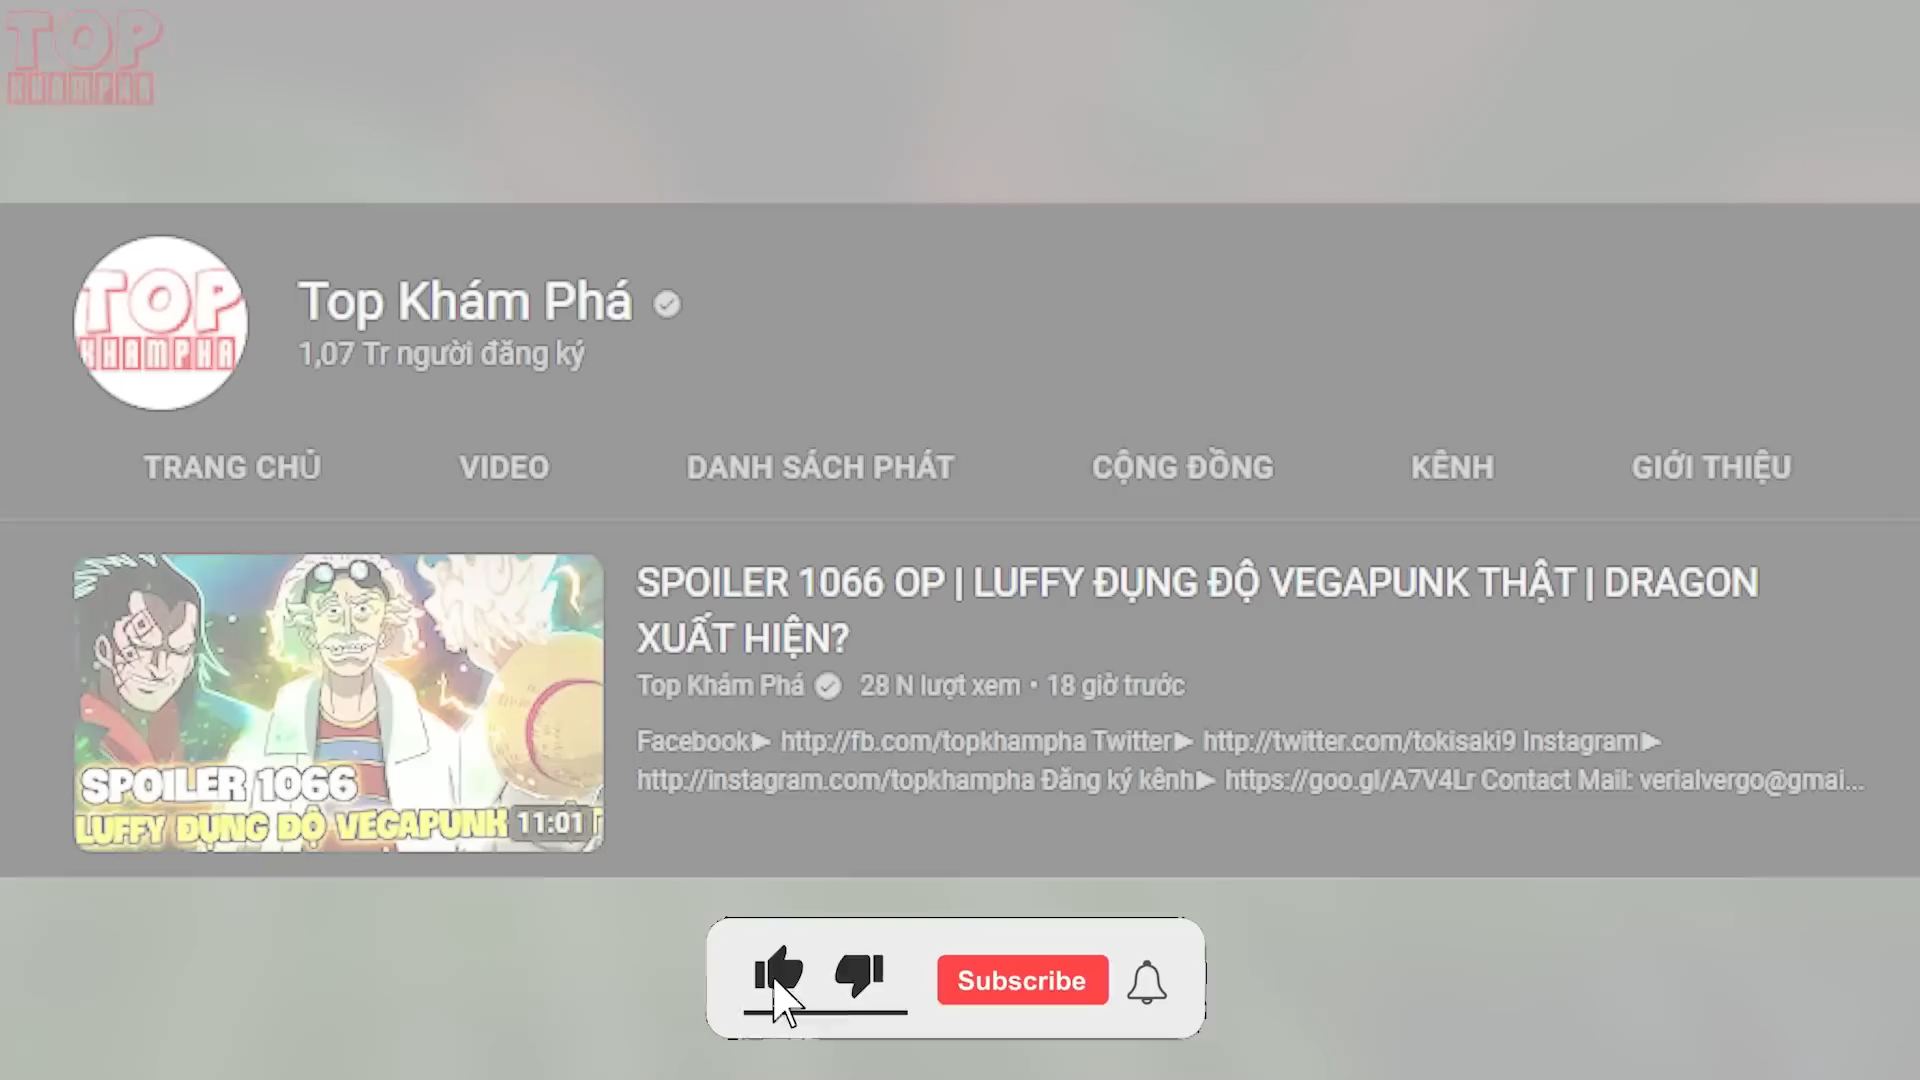 TOP
KHAMPHA
TOP
KHAMPHA
Top Khám Phá
1,07 Tr người đăng ký
TRANG CHỦ VIDEO DANH SÁCH PHÁT CỘNG ĐỒNG KÊNH GIỚI THIỆU
SPOILER 1066 OP | LUFFY ĐỤNG ĐỘ VEGAPUNK THẬT | DRAGON
XUẤT HIỆN?
Top Khám Phá 28 N lượt xem • 18 giờ trước
Facebook► http://fb.com/topkhampha Twitter► http://twitter.com/tokisaki9 Instagram►
http://instagram.com/topkhampha Đăng ký kênh► https://goo.gl/A7V4Lr Contact Mail: verialvergo@gmai...
SPOILER 1066
LUFFY ĐỤNG ĐỘ VEGAPUNK
11:01
Subscribe